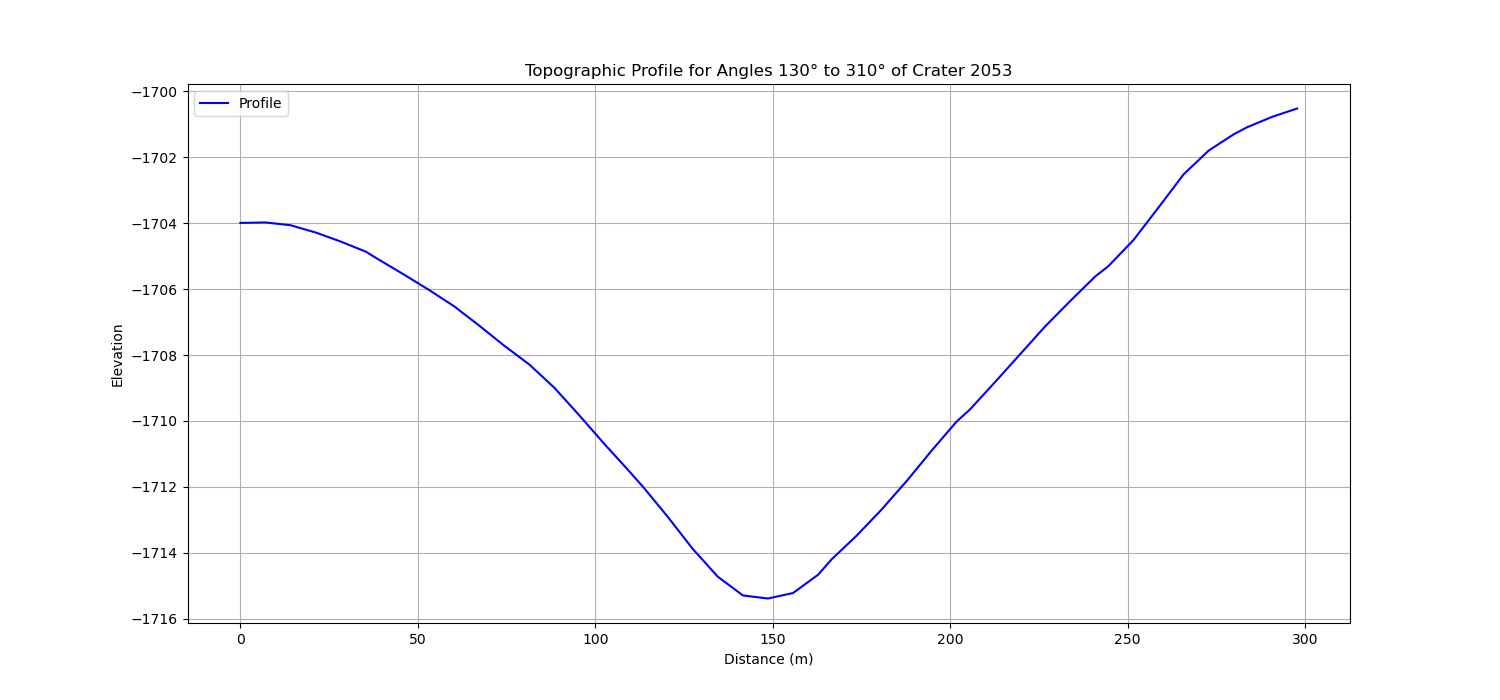 Topographic Profile for Angles 130° to 310° of Crater 2053
Profile
−1700
−1702
−1704
−1706
−1708
−1710
−1712
−1714
−1716
Elevation
0 50 100 150 200 250 300
Distance (m)